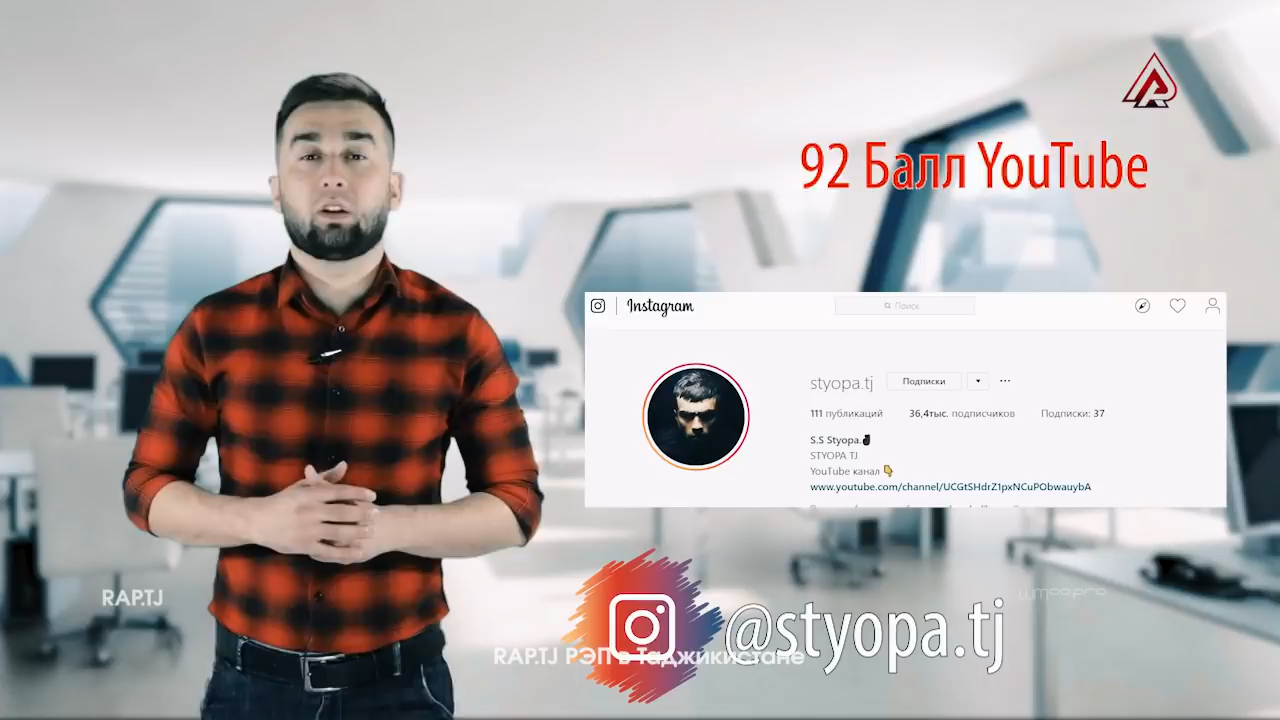 92 Балл YouTube
Instagram
Поиск
styopa.tj
Подписки
111 публикаций 36,4тыс. подписчиков Подписки: 37
S.S Styopa.
STYOPA TJ
YouTube канал
www.youtube.com/channel/UCGtSHdrZ1pxNCuPObwauybA
RAP.TJ
@styopa.tj
RAP.TJ РЭП в Таджикистане